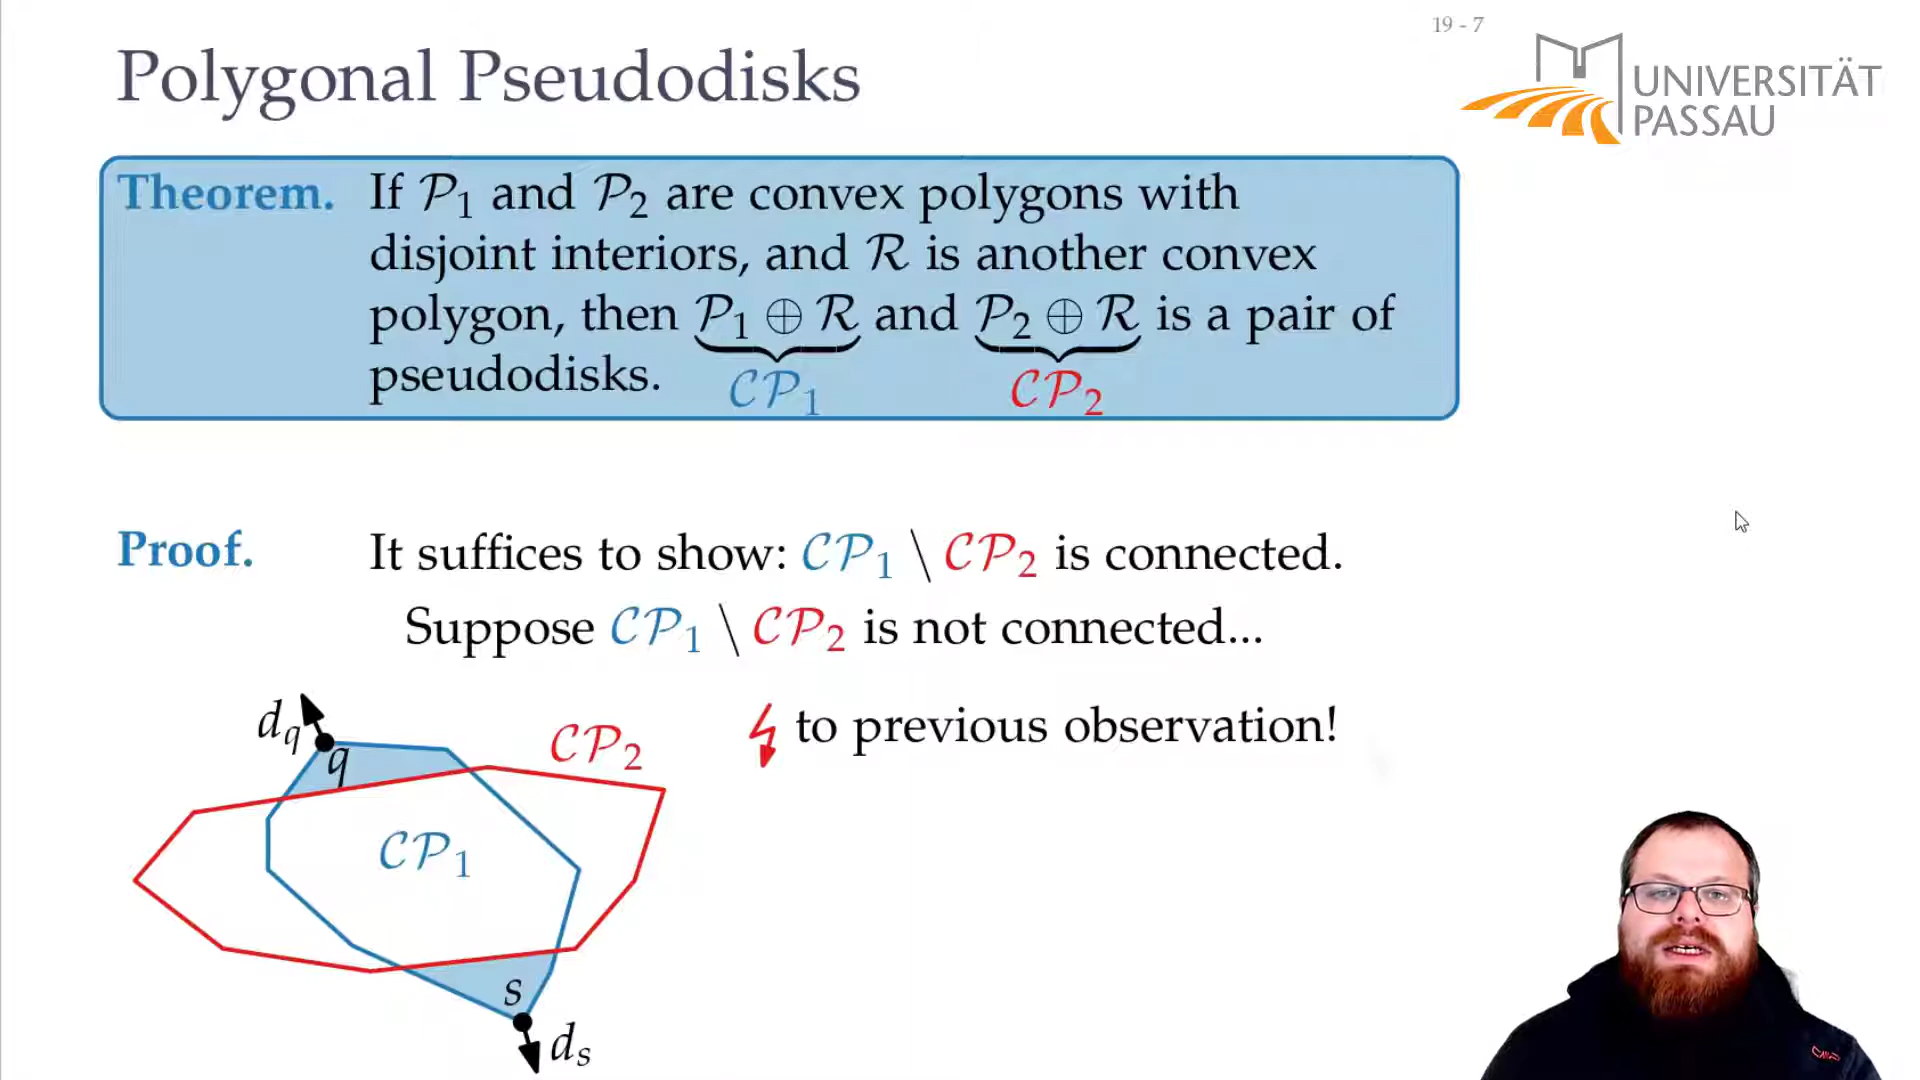 19 - 7
Polygonal Pseudodisks
UNIVERSITÄT
PASSAU
Theorem. If 𝒫₁ and 𝒫₂ are convex polygons with
disjoint interiors, and ℛ is another convex
polygon, then 𝒫₁ ⊕ ℛ and 𝒫₂ ⊕ ℛ is a pair of
pseudodisks. 𝒞𝒫₁ 𝒞𝒫₂
Proof. It suffices to show: 𝒞𝒫₁ \ 𝒞𝒫₂ is connected.
Suppose 𝒞𝒫₁ \ 𝒞𝒫₂ is not connected...
to previous observation!
d_q
q
𝒞𝒫₂
𝒞𝒫₁
s
d_s